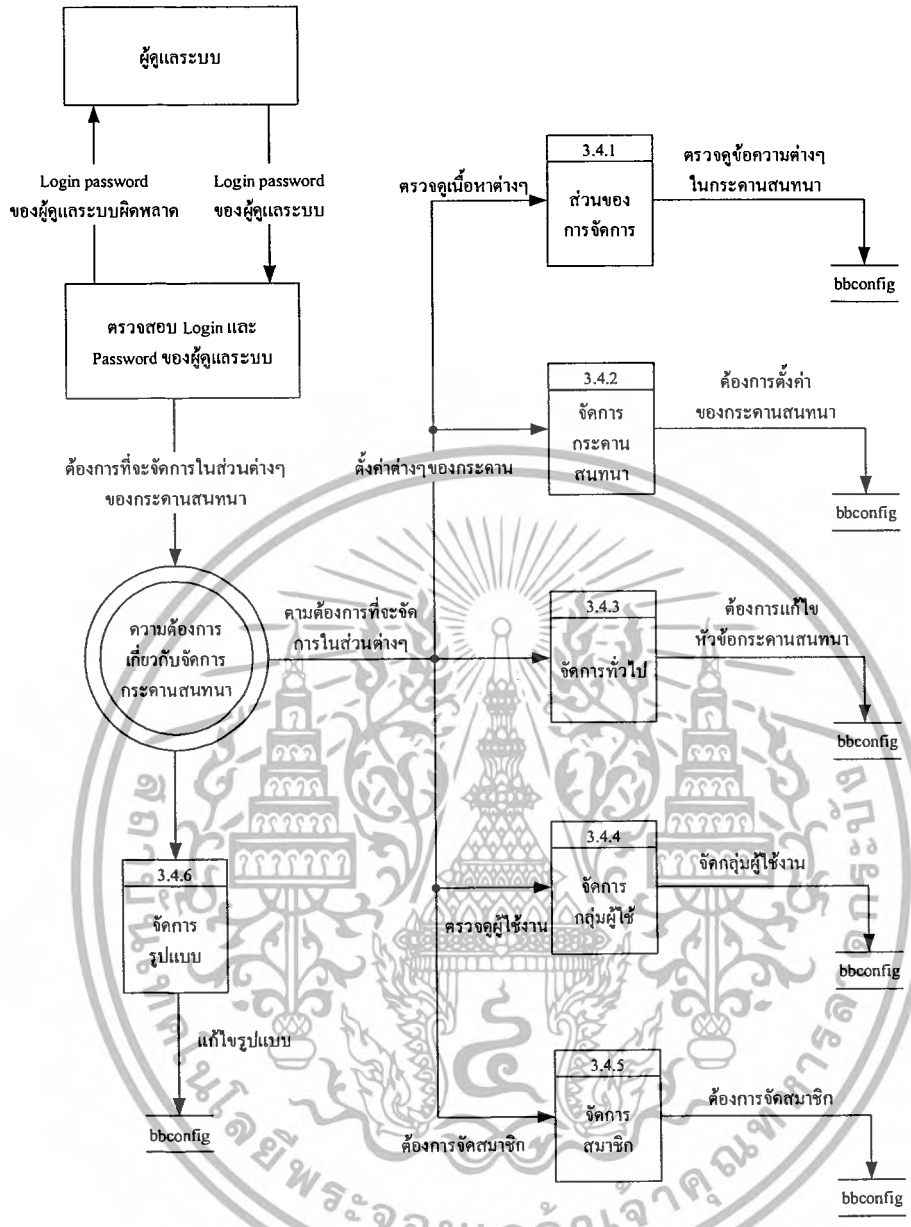 ผู้ดูแลระบบ
Login password
ของผู้ดูแลระบบผิดพลาด
Login password
ของผู้ดูแลระบบ
ตรวจสอบ Login และ
Password ของผู้ดูแลระบบ
ต้องการที่จะจัดการในส่วนต่างๆ
ของกระดานสนทนา
ความต้องการ
เกี่ยวกับจัดการ
กระดานสนทนา
ตามต้องการที่จะจัด
การในส่วนต่างๆ
3.4.6
จัดการ
รูปแบบ
แก้ไขรูปแบบ
bbconfig
ตรวจดูเนื้อหาต่างๆ
3.4.1
ส่วนของ
การจัดการ
ตรวจดูข้อความต่างๆ
ในกระดานสนทนา
bbconfig
ตั้งค่าต่างๆของกระดาน
3.4.2
จัดการ
กระดาน
สนทนา
ต้องการตั้งค่า
ของกระดานสนทนา
bbconfig
3.4.3
จัดการทั่วไป
ต้องการแก้ไข
หัวข้อกระดานสนทนา
bbconfig
ตรวจดูผู้ใช้งาน
3.4.4
จัดการ
กลุ่มผู้ใช้
จัดกลุ่มผู้ใช้งาน
bbconfig
ต้องการจัดสมาชิก
3.4.5
จัดการ
สมาชิก
ต้องการจัดสมาชิก
bbconfig